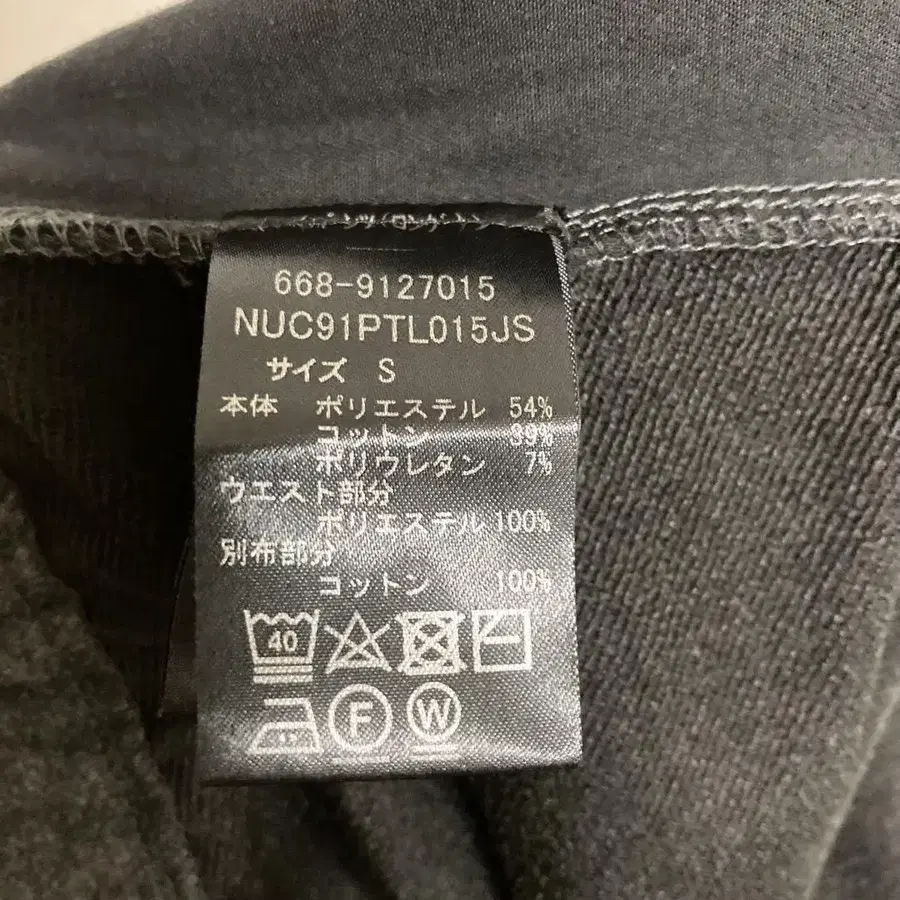 668-9127015
NUC91PTL015JS
サイズ S
本体 ポリエステル 54%
コットン 39%
ポリウレタン 7%
ウエスト部分
ポリエステル 100%
別布部分
コットン 100%
40
F
W